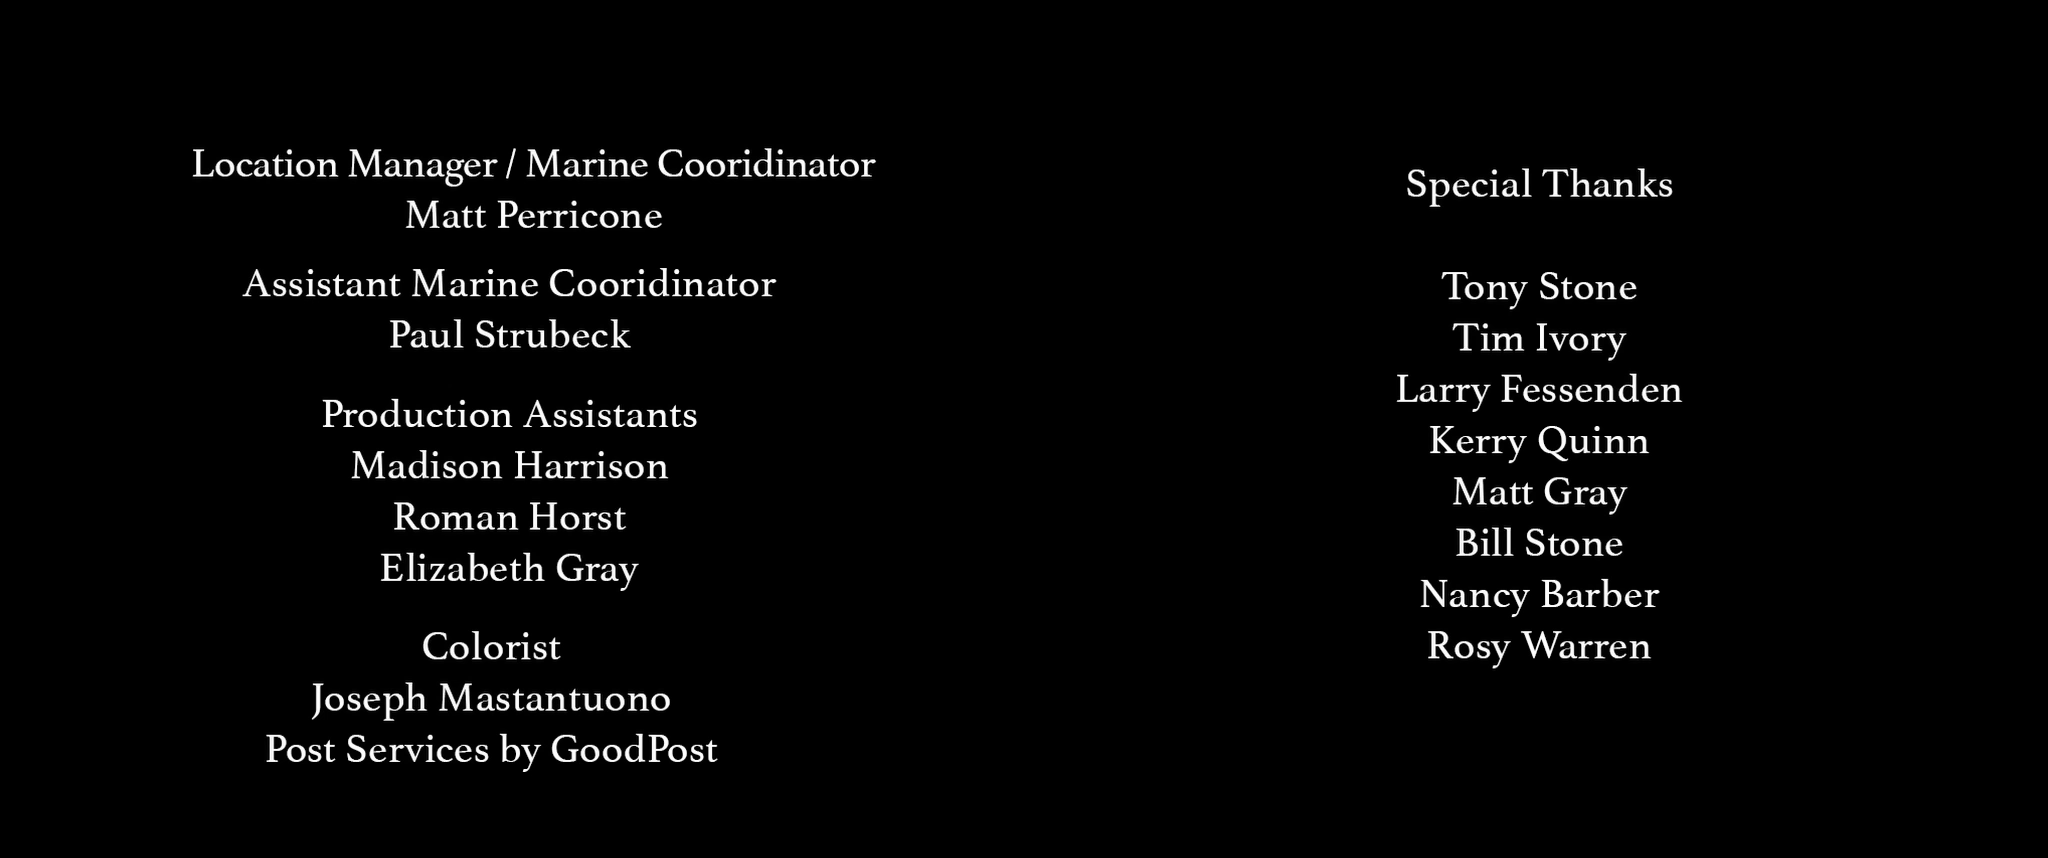 Location Manager / Marine Cooridinator
Matt Perricone
Assistant Marine Cooridinator
Paul Strubeck
Production Assistants
Madison Harrison
Roman Horst
Elizabeth Gray
Colorist
Joseph Mastantuono
Post Services by GoodPost
Special Thanks
Tony Stone
Tim Ivory
Larry Fessenden
Kerry Quinn
Matt Gray
Bill Stone
Nancy Barber
Rosy Warren